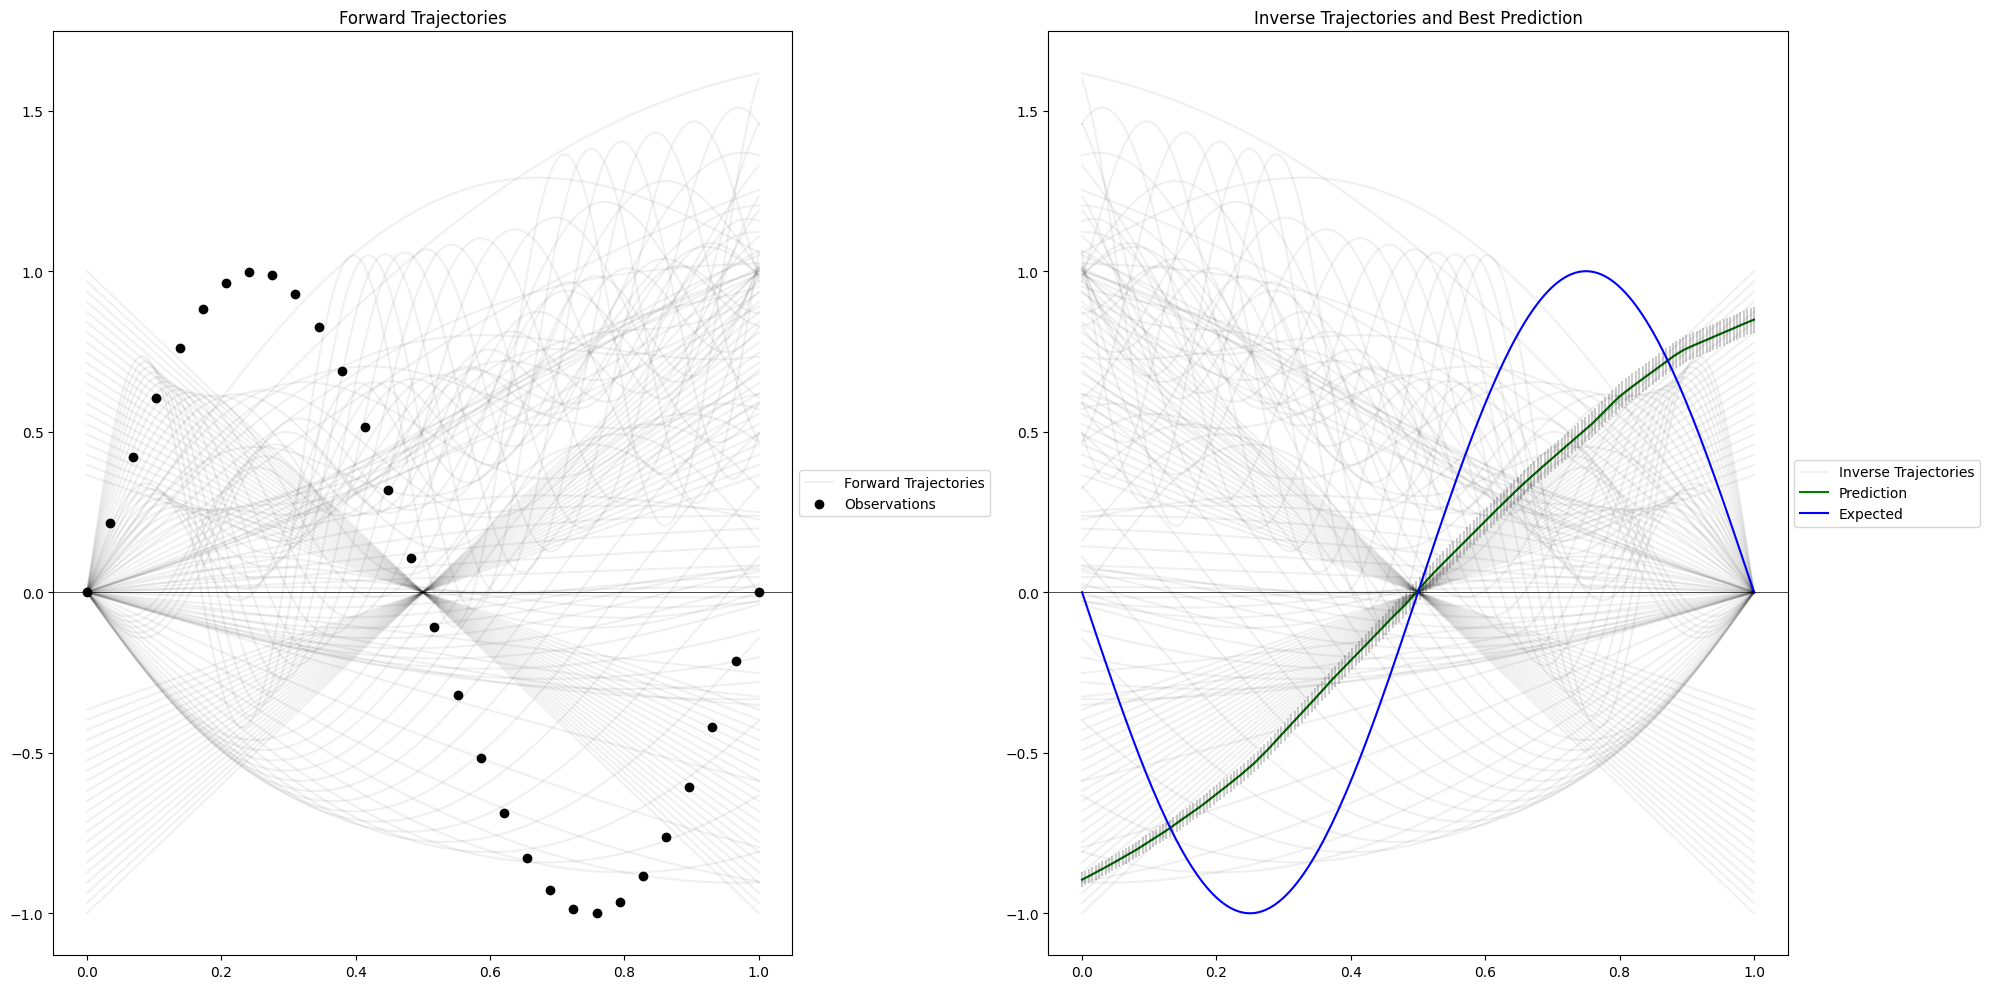 Forward Trajectories
1.5
1.0
0.5
0.0
−0.5
−1.0
0.0 0.2 0.4 0.6 0.8 1.0
Forward Trajectories
Observations
Inverse Trajectories and Best Prediction
1.5
1.0
0.5
0.0
−0.5
−1.0
0.0 0.2 0.4 0.6 0.8 1.0
Inverse Trajectories
Prediction
Expected